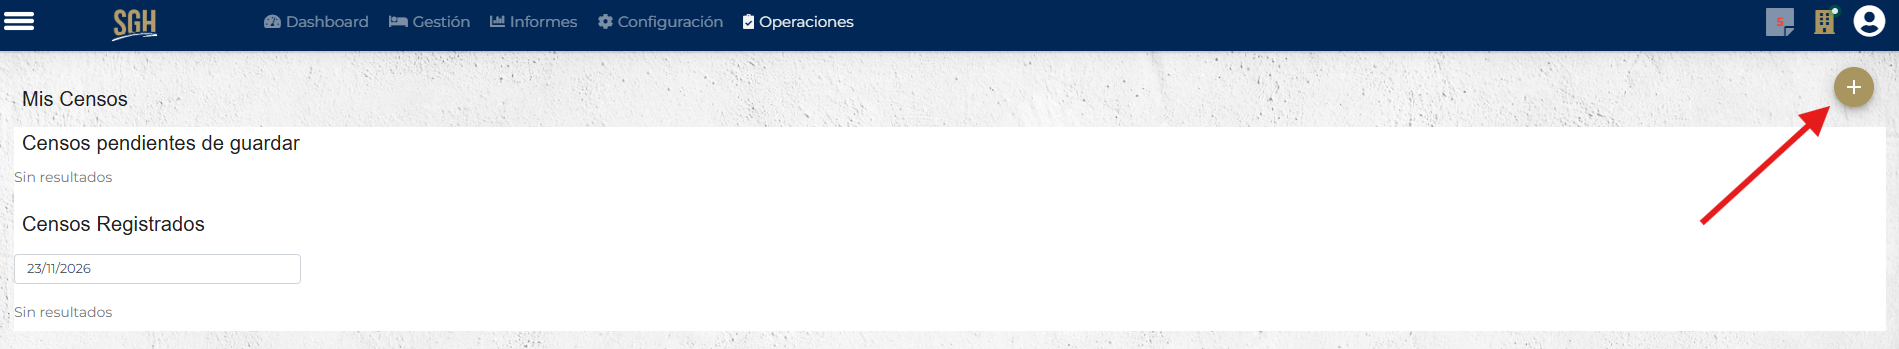 SGH Dashboard Gestión Informes Configuración Operaciones 5
Mis Censos
Censos pendientes de guardar
Sin resultados
Censos Registrados
23/11/2026
Sin resultados